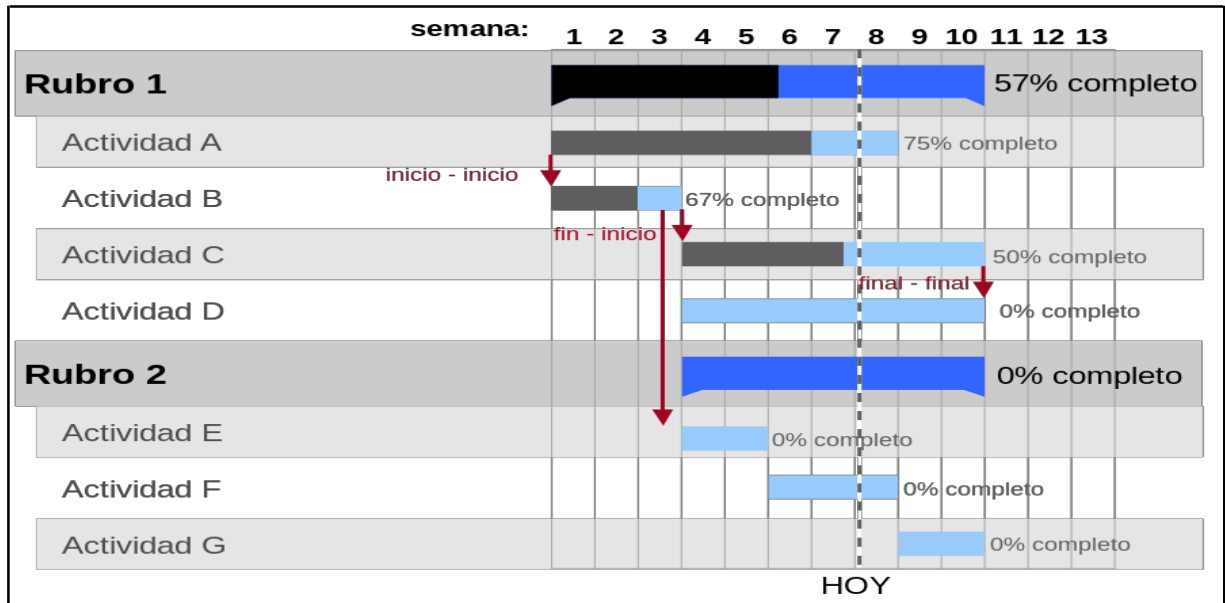 semana: 1 2 3 4 5 6 7 8 9 10 11 12 13
Rubro 1 57% completo
Actividad A 75% completo
inicio - inicio
Actividad B 67% completo
fin - inicio
Actividad C 50% completo
final - final
Actividad D 0% completo
Rubro 2 0% completo
Actividad E 0% completo
Actividad F 0% completo
Actividad G 0% completo
HOY